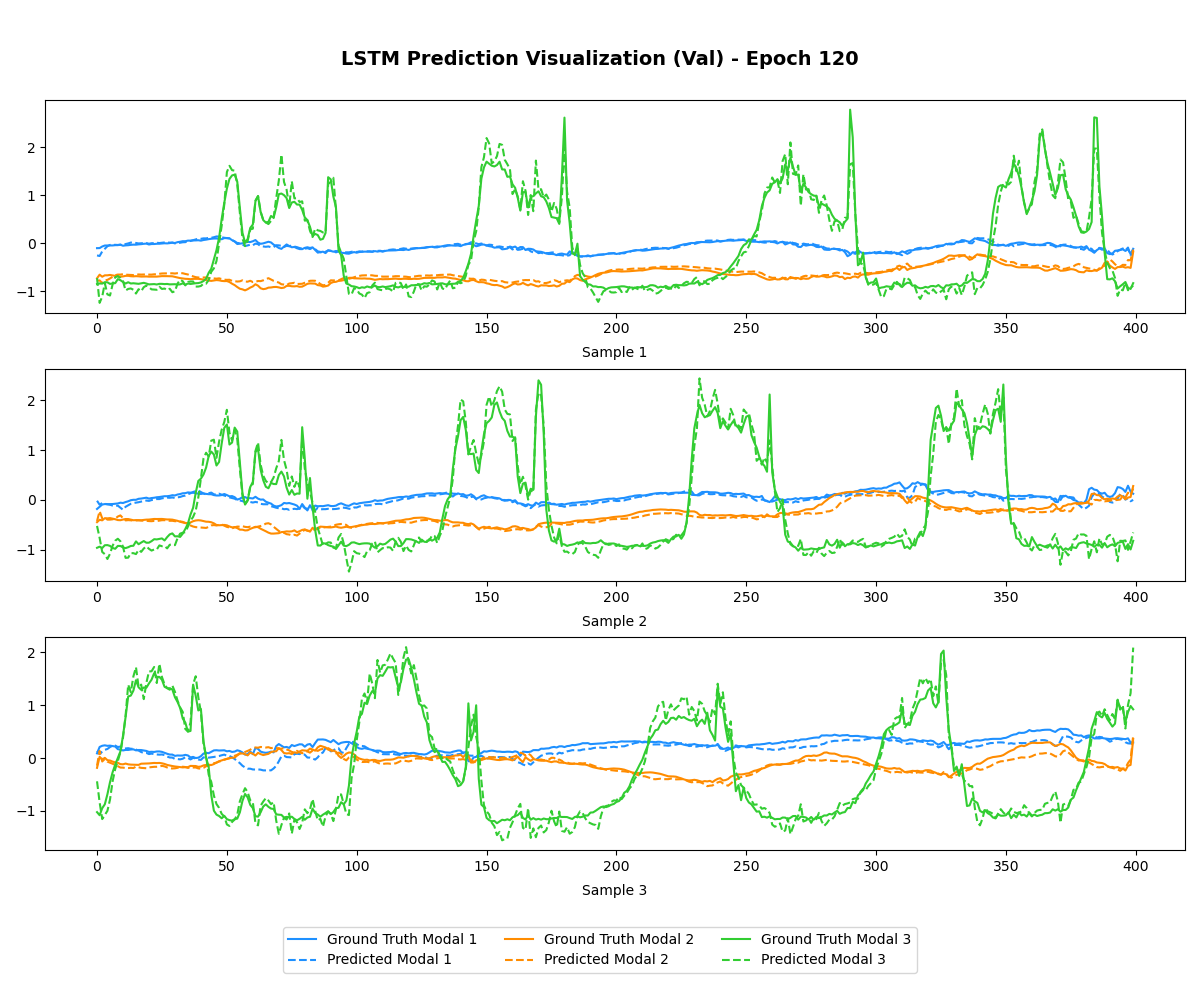 LSTM Prediction Visualization (Val) - Epoch 120
2
1
0
−1
0 50 100 150 200 250 300 350 400
Sample 1
2
1
0
−1
0 50 100 150 200 250 300 350 400
Sample 2
2
1
0
−1
0 50 100 150 200 250 300 350 400
Sample 3
Ground Truth Modal 1 Ground Truth Modal 2 Ground Truth Modal 3
Predicted Modal 1 Predicted Modal 2 Predicted Modal 3